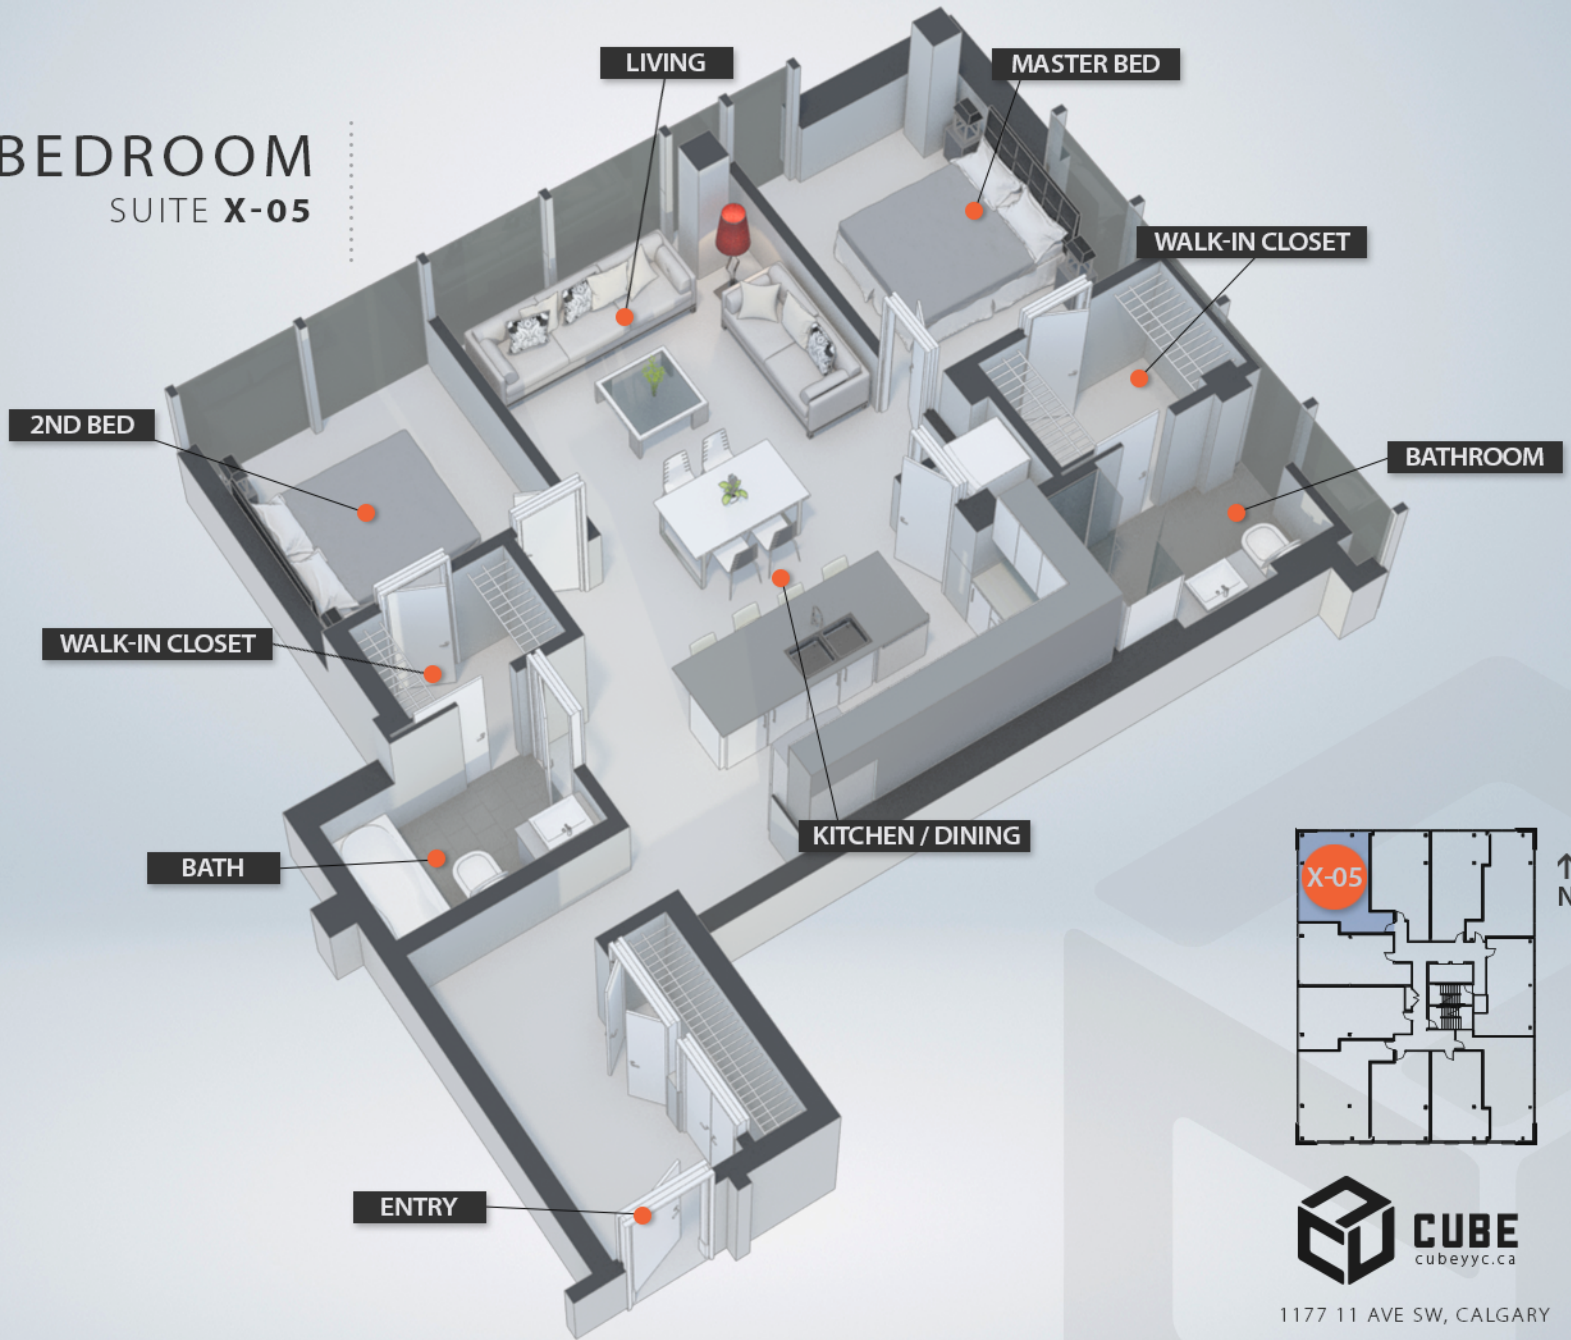 BEDROOM
SUITE X-05
LIVING
MASTER BED
WALK-IN CLOSET
2ND BED
BATHROOM
WALK-IN CLOSET
KITCHEN / DINING
BATH
X-05
N
ENTRY
CUBE
cubeyyc.ca
1177 11 AVE SW, CALGARY